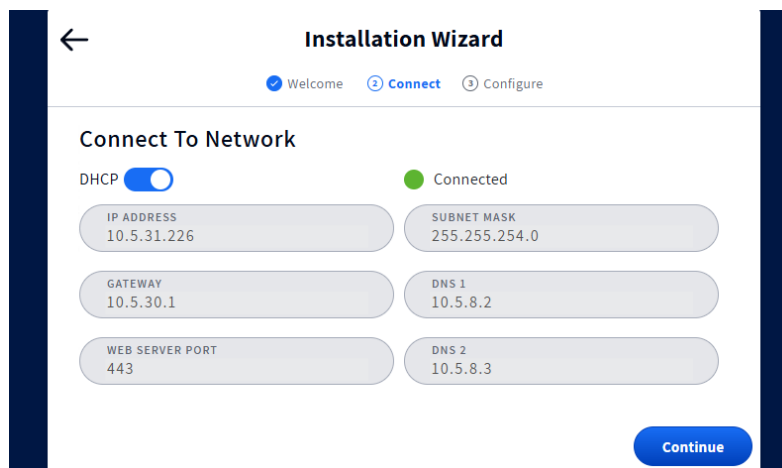 Installation Wizard
Welcome 2 Connect 3 Configure
Connect To Network
DHCP Connected
IP ADDRESS SUBNET MASK
10.5.31.226 255.255.254.0
GATEWAY DNS 1
10.5.30.1 10.5.8.2
WEB SERVER PORT DNS 2
443 10.5.8.3
Continue